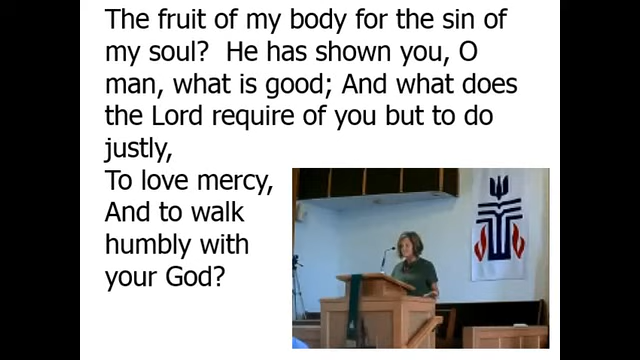 The fruit of my body for the sin of
my soul?  He has shown you, O
man, what is good; And what does
the Lord require of you but to do
justly,
To love mercy,
And to walk
humbly with
your God?